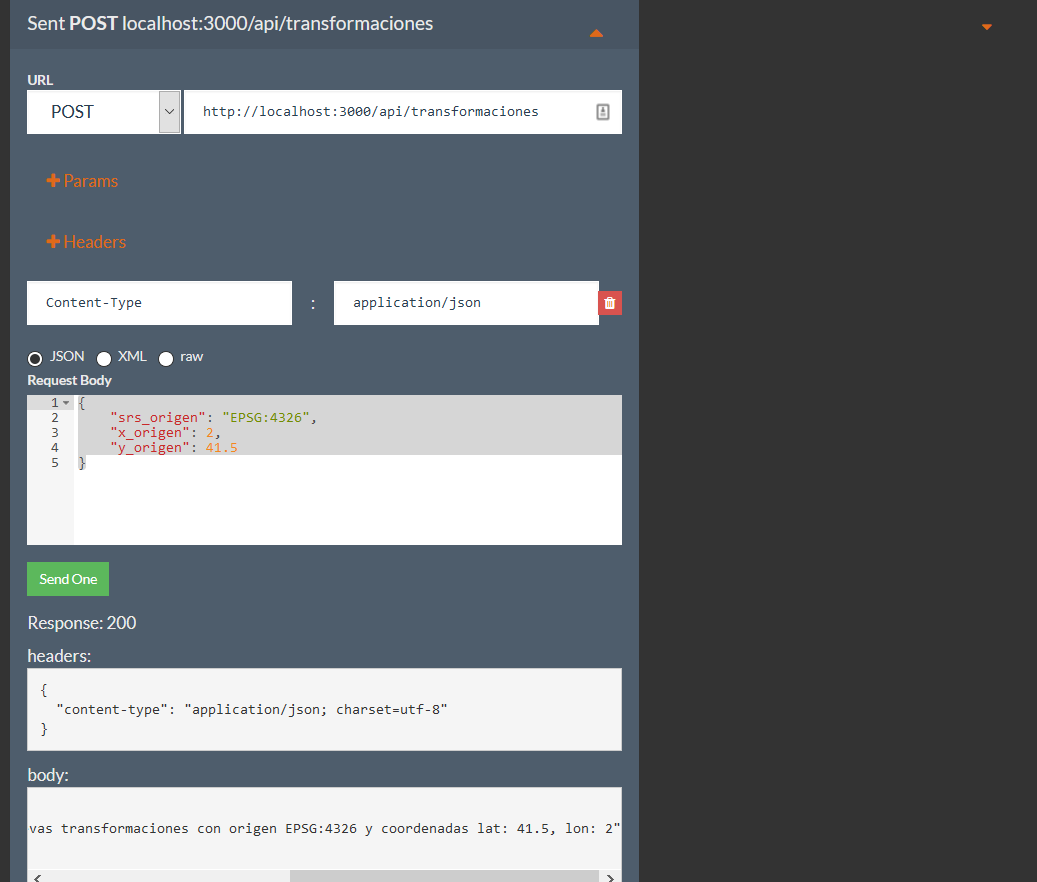 Sent POST localhost:3000/api/transformaciones
URL
POST
http://localhost:3000/api/transformaciones
Params
Headers
Content-Type : application/json
JSON XML raw
Request Body
1 {
2 "srs_origen": "EPSG:4326",
3 "x_origen": 2,
4 "y_origen": 41.5
5 }
Send One
Response: 200
headers:
{
"content-type": "application/json; charset=utf-8"
}
body:
vas transformaciones con origen EPSG:4326 y coordenadas lat: 41.5, lon: 2"